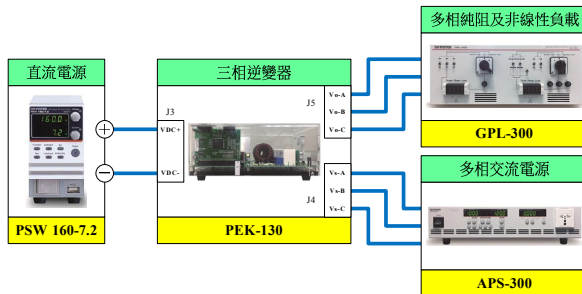 多相純阻及非線性負載
直流電源
三相逆變器
J3
J5
VDC+
VDC-
Vo-A
Vo-B
Vo-C
Vs-A
Vs-B
Vs-C
J4
160.0
7.2
GPL-300
多相交流電源
PSW 160-7.2
PEK-130
APS-300